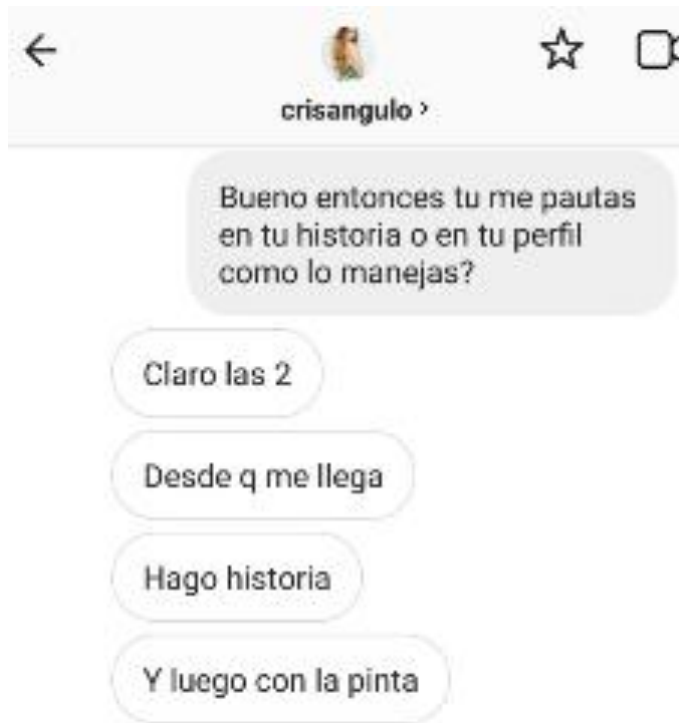 crisangulo
Bueno entonces tu me pautas
en tu historia o en tu perfil
como lo manejas?
Claro las 2
Desde q me llega
Hago historia
Y luego con la pinta